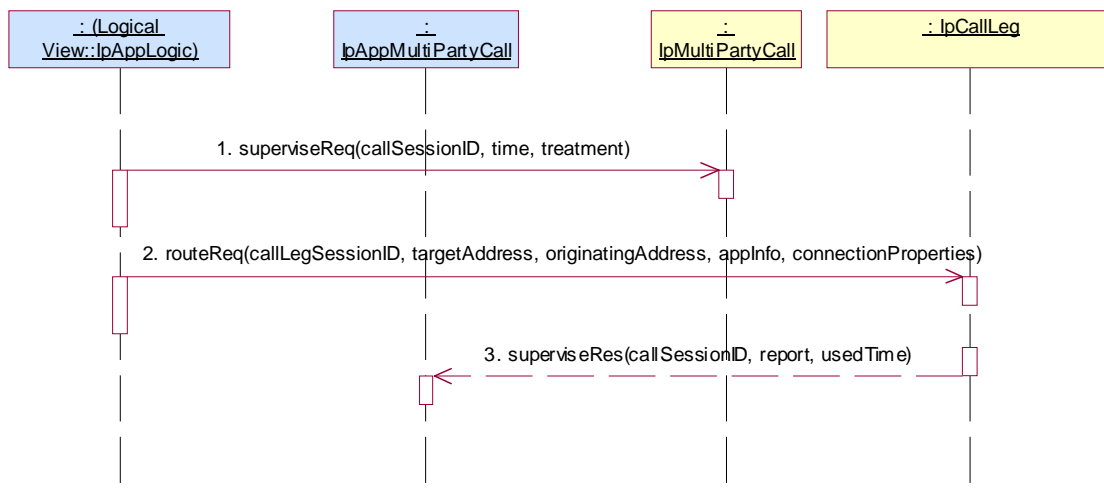 : (Logical
View::IpAppLogic)
:
IpAppMultiPartyCall
:
IpMultiPartyCall
: IpCallLeg
1. superviseReq(callSessionID, time, treatment)
2. routeReq(callLegSessionID, targetAddress, originatingAddress, appInfo, connectionProperties)
3. superviseRes(callSessionID, report, usedTime)